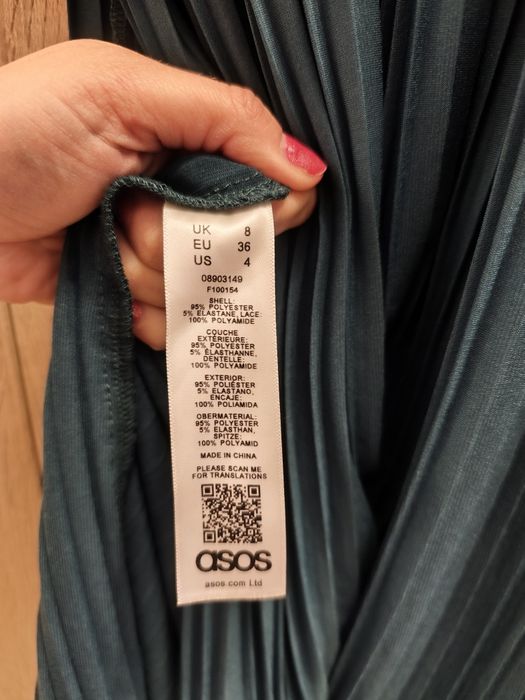 UK 8
EU 36
US 4
08903149
F100154
SHELL:
95% POLYESTER
5% ELASTANE, LACE:
100% POLYAMIDE
COUCHE
EXTÉRIEURE:
95% POLYESTER
5% ÉLASTHANNE,
DENTELLE:
100% POLYAMIDE
EXTERIOR:
95% POLIÉSTER
5% ELASTANO,
ENCAJE:
100% POLIAMIDA
OBERMATERIAL:
95% POLYESTER
5% ELASTHAN,
SPITZE:
100% POLYAMID
MADE IN CHINA
PLEASE SCAN ME
FOR TRANSLATIONS
asos
asos.com Ltd